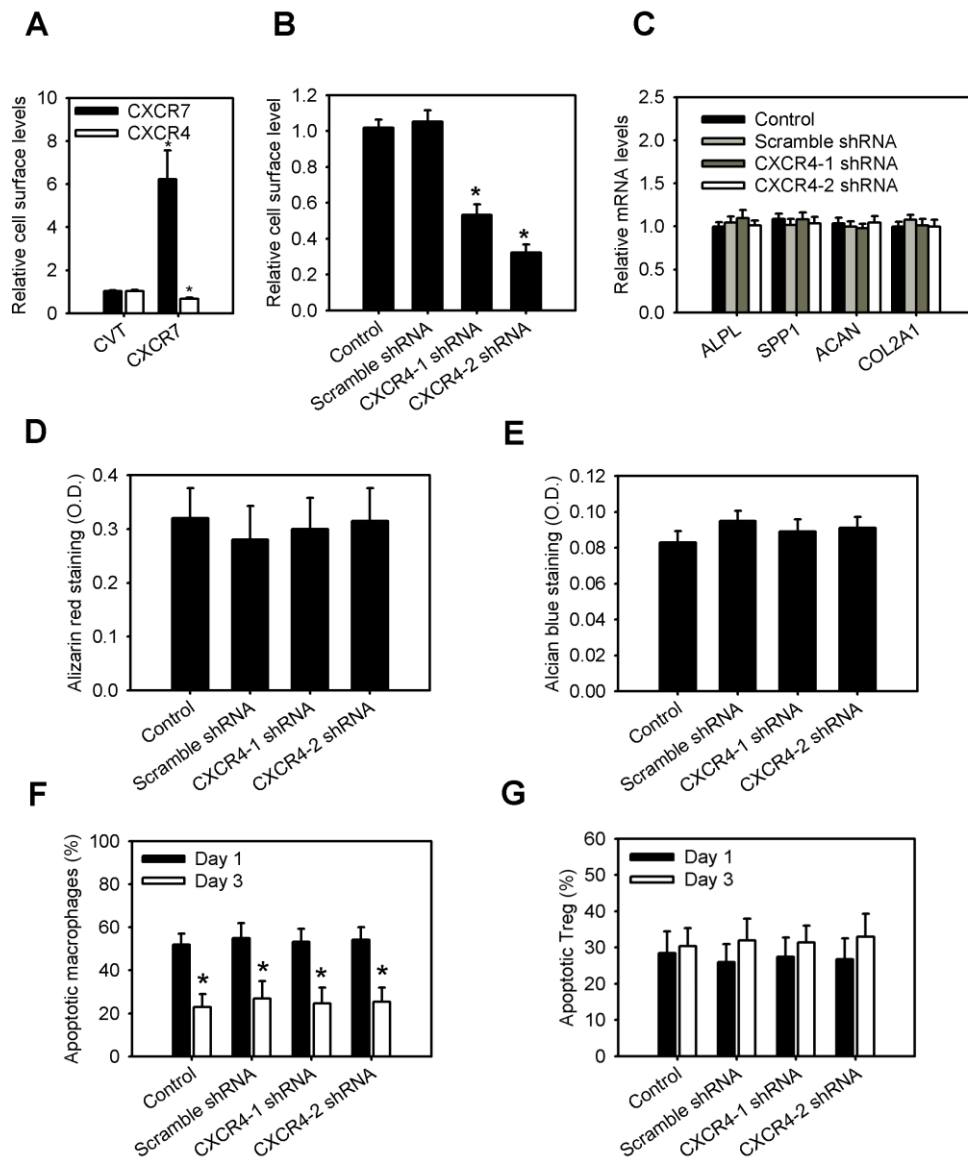 A
Relative cell surface levels
10
8
6
4
2
0
CXCR7
CXCR4
*
*
CVT
CXCR7
B
Relative cell surface level
1.2
1.0
0.8
0.6
0.4
0.2
0.0
*
*
Control
Scramble shRNA
CXCR4-1 shRNA
CXCR4-2 shRNA
C
Relative mRNA levels
2.5
2.0
1.5
1.0
0.5
0.0
Control
Scramble shRNA
CXCR4-1 shRNA
CXCR4-2 shRNA
ALPL
SPP1
ACAN
COL2A1
D
Alizarin red staining (O.D.)
0.4
0.3
0.2
0.1
0.0
Control
Scramble shRNA
CXCR4-1 shRNA
CXCR4-2 shRNA
E
Alcian blue staining (O.D.)
0.12
0.10
0.08
0.06
0.04
0.02
0.00
Control
Scramble shRNA
CXCR4-1 shRNA
CXCR4-2 shRNA
F
Apoptotic macrophages (%)
100
80
60
40
20
0
Day 1
Day 3
* * * *
Control
Scramble shRNA
CXCR4-1 shRNA
CXCR4-2 shRNA
G
Apoptotic Treg (%)
60
50
40
30
20
10
0
Day 1
Day 3
Control
Scramble shRNA
CXCR4-1 shRNA
CXCR4-2 shRNA